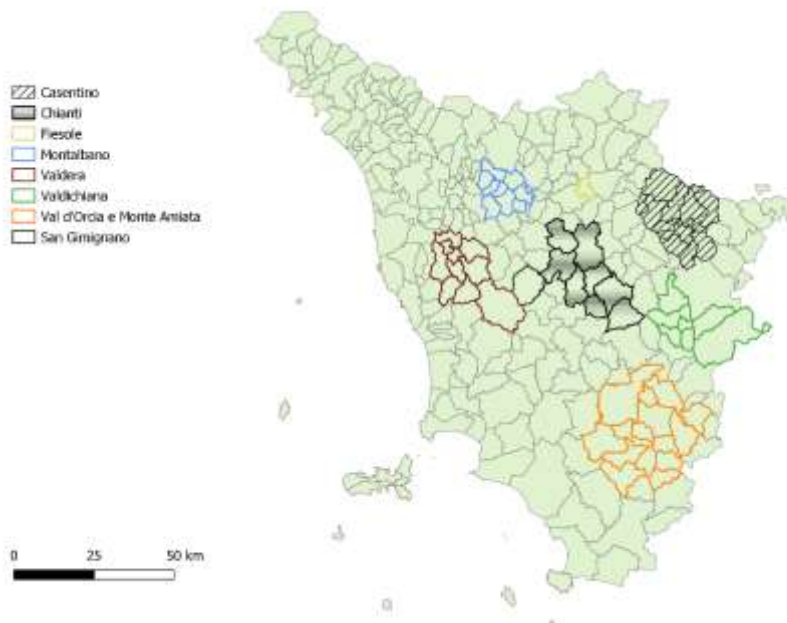 Casentino
Chianti
Fiesole
Montalbano
Valdera
Valdichiana
Val d'Orcia e Monte Amiata
San Gimignano
0 25 50 km